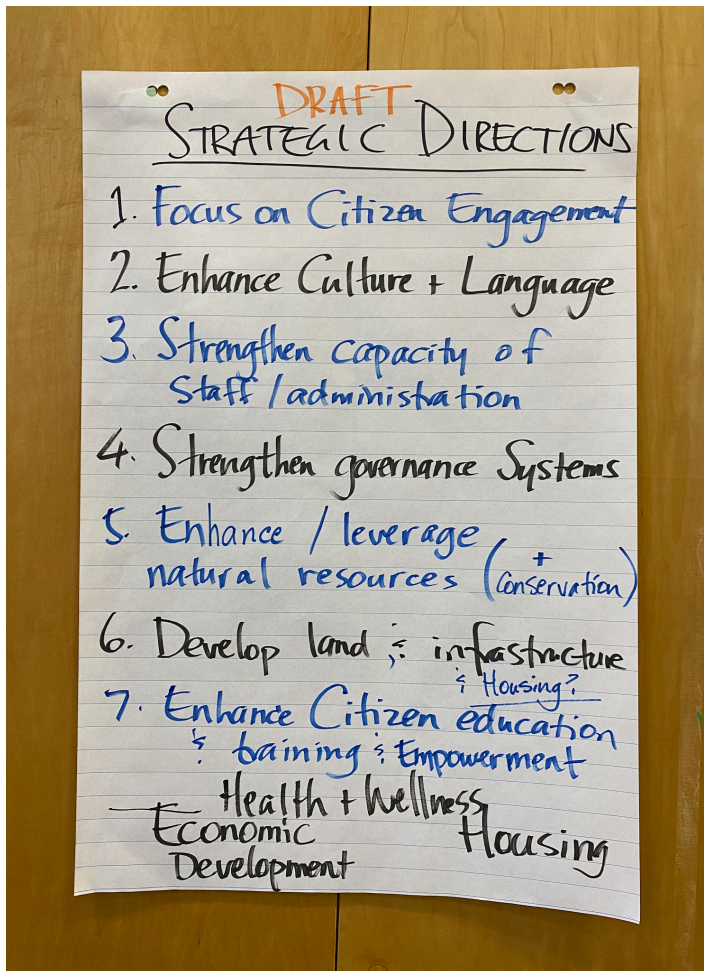 DRAFT
STRATEGIC DIRECTIONS
1. Focus on Citizen Engagement
2. Enhance Culture + Language
3. Strengthen capacity of
Staff / administration
4. Strengthen governance Systems
5. Enhance / leverage
natural resources (+ Conservation)
6. Develop land & infrastructure
& Housing?
7. Enhance Citizen education
& training & Empowerment
Health + Wellness
Economic
Development
Housing